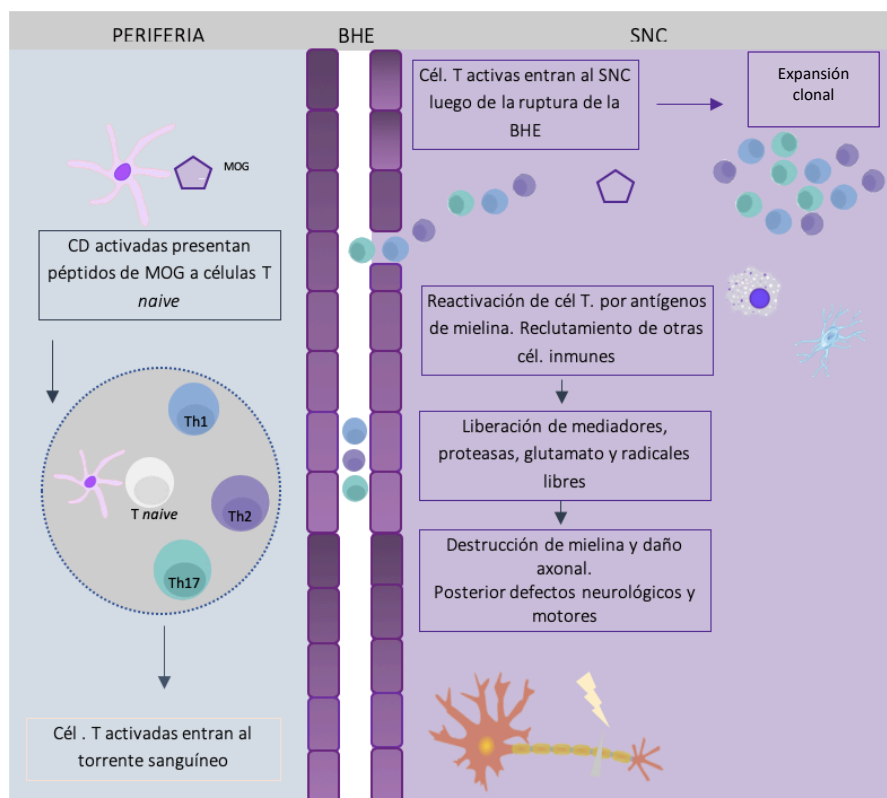 PERIFERIA
BHE
SNC
MOG
CD activadas presentan
péptidos de MOG a células T
naive
Th1
T naive
Th2
Th17
Cél . T activadas entran al
torrente sanguíneo
Cél. T activas entran al SNC
luego de la ruptura de la
BHE
Expansión
clonal
Reactivación de cél T. por antígenos
de mielina. Reclutamiento de otras
cél. inmunes
Liberación de mediadores,
proteasas, glutamato y radicales
libres
Destrucción de mielina y daño
axonal.
Posterior defectos neurológicos y
motores